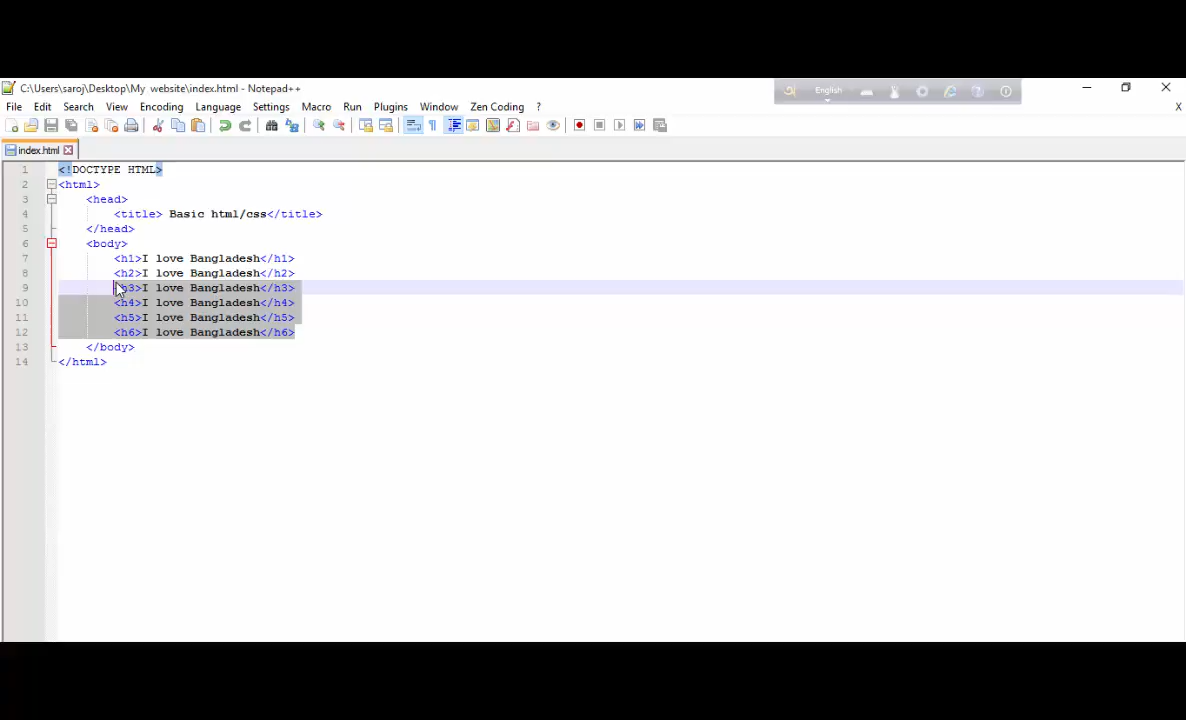 C:\Users\saroj\Desktop\My website\index.html - Notepad++
English
File Edit Search View Encoding Language Settings Macro Run Plugins Window Zen Coding ? X
index.html
1 <!DOCTYPE HTML>
2 <html>
3 <head>
4 <title> Basic html/css</title>
5 </head>
6 <body>
7 <h1>I love Bangladesh</h1>
8 <h2>I love Bangladesh</h2>
9 <h3>I love Bangladesh</h3>
10 <h4>I love Bangladesh</h4>
11 <h5>I love Bangladesh</h5>
12 <h6>I love Bangladesh</h6>
13 </body>
14 </html>